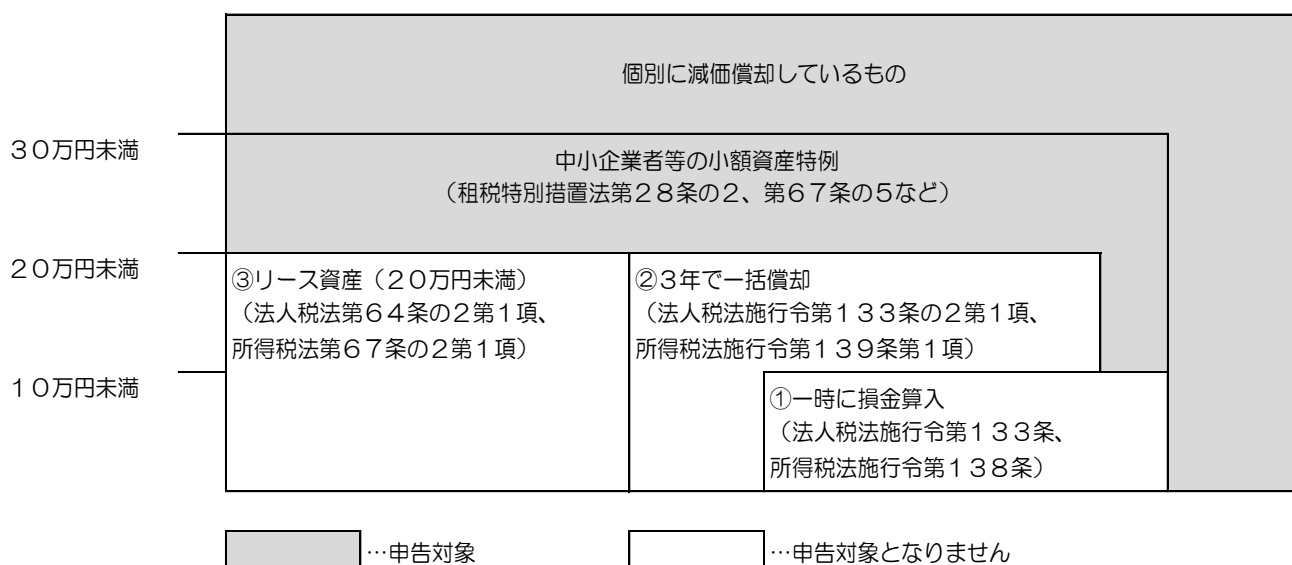 個別に減価償却しているもの
３０万円未満
中小企業者等の小額資産特例
（租税特別措置法第２８条の２、第６７条の５など）
２０万円未満
③リース資産（２０万円未満）
（法人税法第６４条の２第１項、
所得税法第６７条の２第１項）
②３年で一括償却
（法人税法施行令第１３３条の２第１項、
所得税法施行令第１３９条第１項）
１０万円未満
①一時に損金算入
（法人税法施行令第１３３条、
所得税法施行令第１３８条）
…申告対象
…申告対象となりません